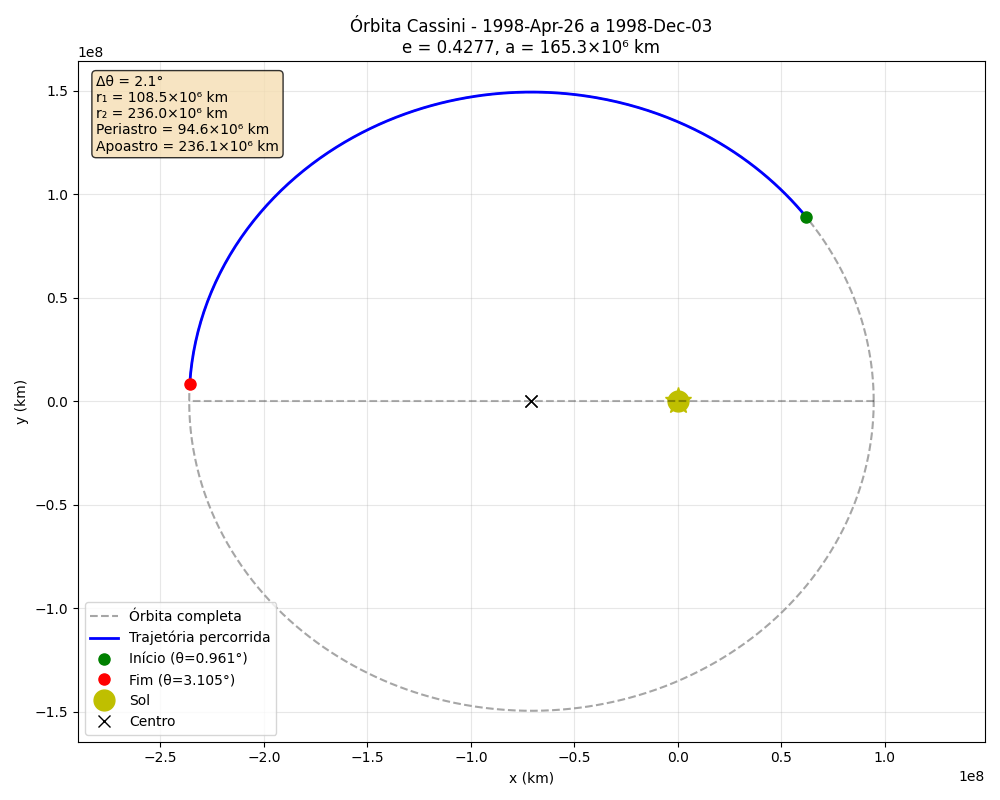 Órbita Cassini - 1998-Apr-26 a 1998-Dec-03
e = 0.4277, a = 165.3×10⁶ km
1e8
Δθ = 2.1°
r₁ = 108.5×10⁶ km
r₂ = 236.0×10⁶ km
Periastro = 94.6×10⁶ km
Apoastro = 236.1×10⁶ km
1.5
1.0
0.5
0.0
−0.5
−1.0
−1.5
y (km)
Órbita completa
Trajetória percorrida
Início (θ=0.961°)
Fim (θ=3.105°)
Sol
Centro
−2.5 −2.0 −1.5 −1.0 −0.5 0.0 0.5 1.0
x (km)
1e8